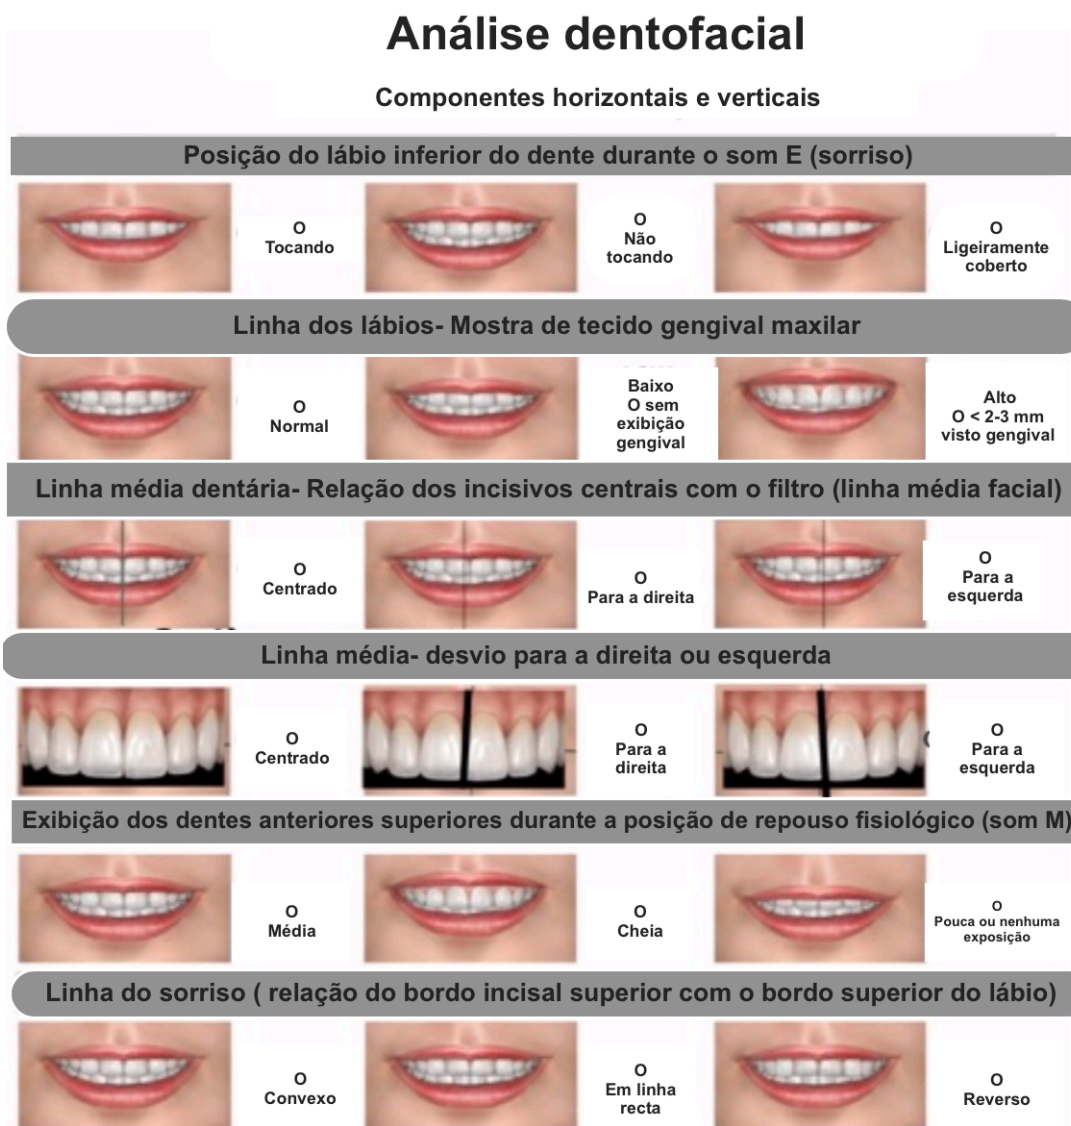 Análise dentofacial
Componentes horizontais e verticais
Posição do lábio inferior do dente durante o som E (sorriso)
O
Tocando
O
Não
tocando
O
Ligeiramente
coberto
Linha dos lábios- Mostra de tecido gengival maxilar
O
Normal
Baixo
O sem
exibição
gengival
Alto
O < 2-3 mm
visto gengival
Linha média dentária- Relação dos incisivos centrais com o filtro (linha média facial)
O
Centrado
O
Para a direita
O
Para a
esquerda
Linha média- desvio para a direita ou esquerda
O
Centrado
O
Para a
direita
O
Para a
esquerda
Exibição dos dentes anteriores superiores durante a posição de repouso fisiológico (som M)
O
Média
O
Cheia
O
Pouca ou nenhuma
exposição
Linha do sorriso ( relação do bordo incisal superior com o bordo superior do lábio)
O
Convexo
O
Em linha
recta
O
Reverso